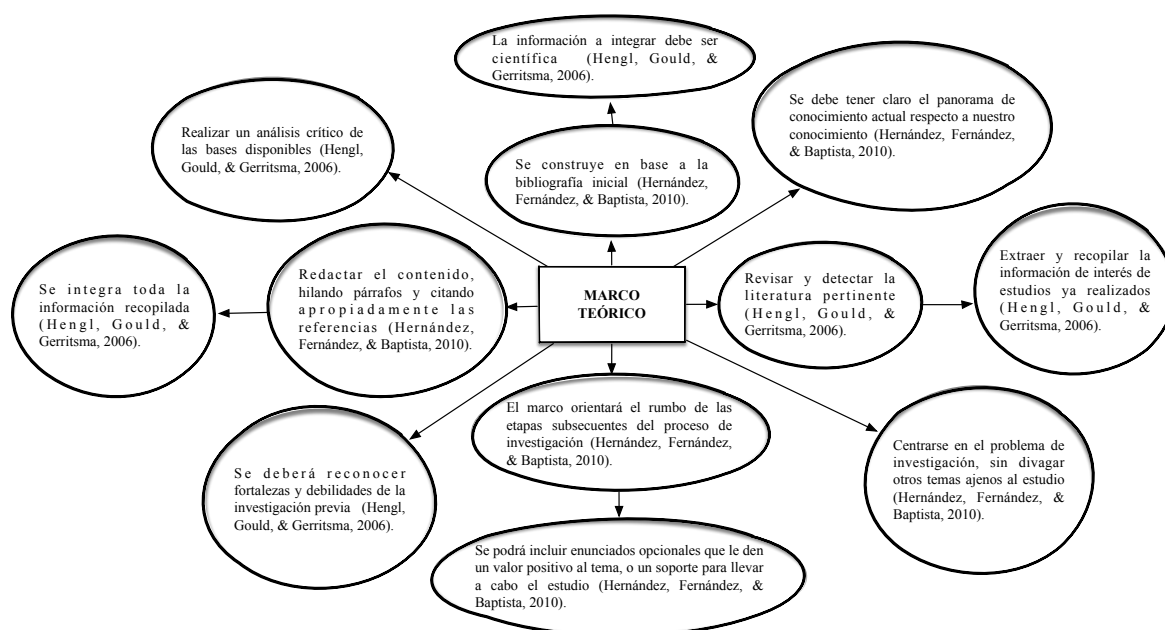 La información a integrar debe ser
científica (Hengl, Gould, &
Gerritsma, 2006).
Se debe tener claro el panorama de
conocimiento actual respecto a nuestro
conocimiento (Hernández, Fernández,
& Baptista, 2010).
Realizar un análisis crítico de
las bases disponibles (Hengl,
Gould, & Gerritsma, 2006).
Se construye en base a la
bibliografía inicial (Hernández,
Fernández, & Baptista, 2010).
Se integra toda la
información recopilada
(Hengl, Gould, &
Gerritsma, 2006).
Redactar el contenido,
hilando párrafos y citando
apropiadamente las
referencias (Hernández,
Fernández, & Baptista, 2010).
MARCO
TEÓRICO
Revisar y detectar la
literatura pertinente
(Hengl, Gould, &
Gerritsma, 2006).
Extraer y recopilar la
información de interés de
estudios ya realizados
(Hengl, Gould, &
Gerritsma, 2006).
El marco orientará el rumbo de las
etapas subsecuentes del proceso de
investigación (Hernández, Fernández,
& Baptista, 2010).
Se deberá reconocer
fortalezas y debilidades de la
investigación previa (Hengl,
Gould, & Gerritsma, 2006).
Centrarse en el problema de
investigación, sin divagar
otros temas ajenos al estudio
(Hernández, Fernández, &
Baptista, 2010).
Se podrá incluir enunciados opcionales que le den
un valor positivo al tema, o un soporte para llevar
a cabo el estudio (Hernández, Fernández, &
Baptista, 2010).